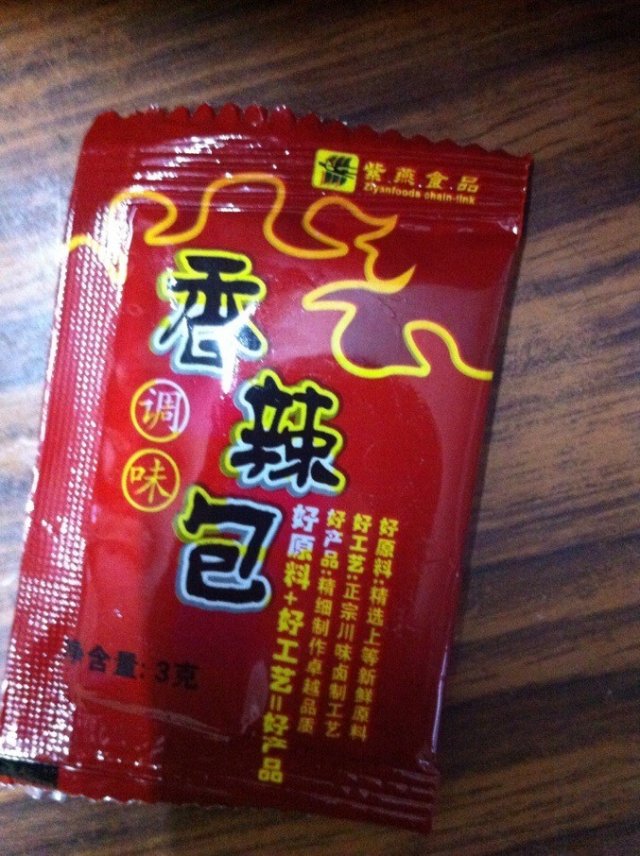 紫燕食品
Ziyanfoods chain-link
香辣包
调味
好原料:精选上等新鲜原料
好工艺:正宗川味卤制工艺
好产品:精细制作卓越品质
好原料+好工艺=好产品
净含量:3克